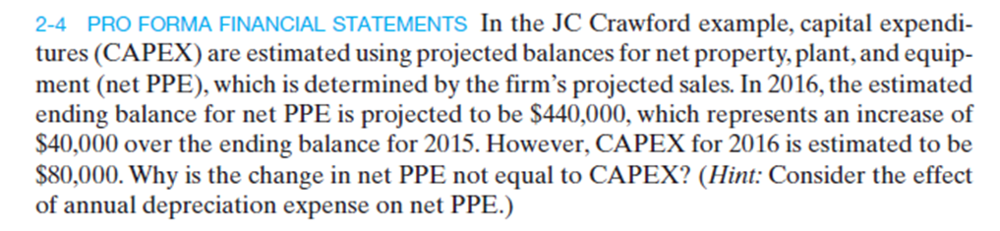 2-4 PRO FORMA FINANCIAL STATEMENTS In the JC Crawford example, capital expendi-
tures (CAPEX) are estimated using projected balances for net property, plant, and equip-
ment (net PPE), which is determined by the firm's projected sales. In 2016, the estimated
ending balance for net PPE is projected to be $440,000, which represents an increase of
$40,000 over the ending balance for 2015. However, CAPEX for 2016 is estimated to be
$80,000. Why is the change in net PPE not equal to CAPEX? (Hint: Consider the effect
of annual depreciation expense on net PPE.)